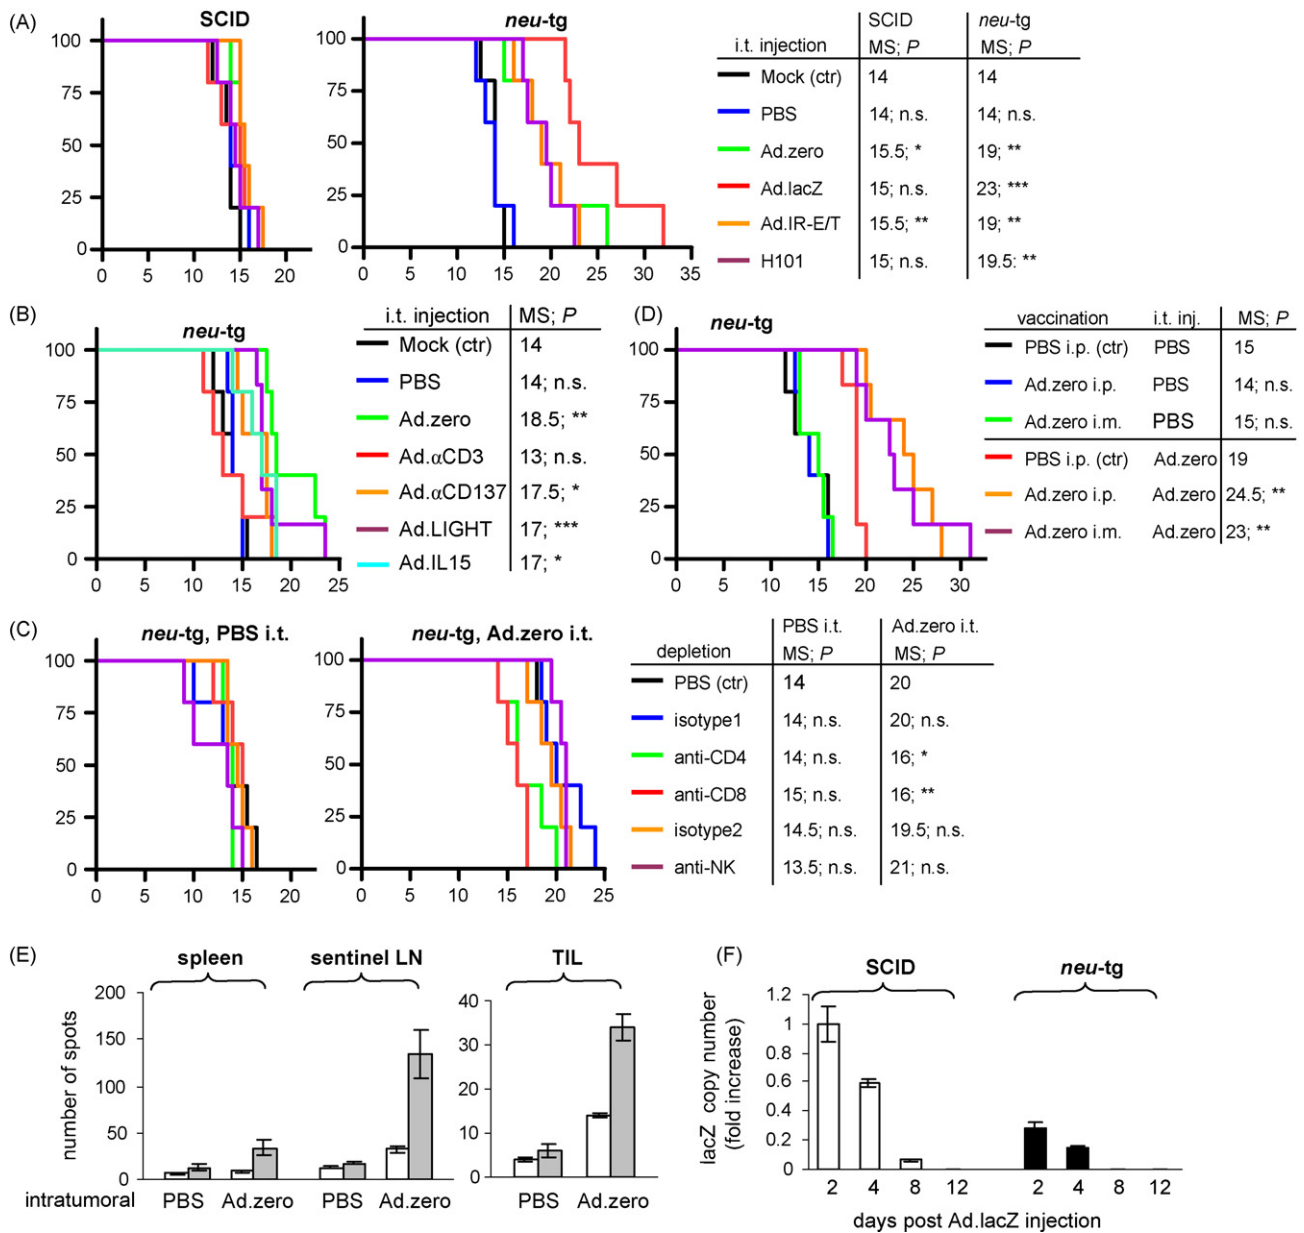 (A)
SCID
neu-tg
SCID neu-tg
i.t. injection MS; P MS; P
Mock (ctr) 14 14
PBS 14; n.s. 14; n.s.
Ad.zero 15.5; * 19; **
Ad.lacZ 15; n.s. 23; ***
Ad.IR-E/T 15.5; ** 19; **
H101 15; n.s. 19.5: **
100
75
50
25
0
0 5 10 15 20
100
75
50
25
0
0 5 10 15 20 25 30 35
(B)
neu-tg
100
75
50
25
0
0 5 10 15 20 25
i.t. injection MS; P
Mock (ctr) 14
PBS 14; n.s.
Ad.zero 18.5; **
Ad.αCD3 13; n.s.
Ad.αCD137 17.5; *
Ad.LIGHT 17; ***
Ad.IL15 17; *
(D)
neu-tg
100
75
50
25
0
0 5 10 15 20 25 30
vaccination i.t. inj. MS; P
PBS i.p. (ctr) PBS 15
Ad.zero i.p. PBS 14; n.s.
Ad.zero i.m. PBS 15; n.s.
PBS i.p. (ctr) Ad.zero 19
Ad.zero i.p. Ad.zero 24.5; **
Ad.zero i.m. Ad.zero 23; **
(C)
neu-tg, PBS i.t.
100
75
50
25
0
0 5 10 15 20
neu-tg, Ad.zero i.t.
100
75
50
25
0
0 5 10 15 20 25
PBS i.t. Ad.zero i.t.
depletion MS; P MS; P
PBS (ctr) 14 20
isotype1 14; n.s. 20; n.s.
anti-CD4 14; n.s. 16; *
anti-CD8 15; n.s. 16; **
isotype2 14.5; n.s. 19.5; n.s.
anti-NK 13.5; n.s. 21; n.s.
(E)
spleen sentinel LN TIL
number of spots
200
150
100
50
0
40
30
20
10
0
intratumoral PBS Ad.zero PBS Ad.zero PBS Ad.zero
(F)
SCID neu-tg
lacZ copy number
(fold increase)
1.2
1
0.8
0.6
0.4
0.2
0
2 4 8 12 2 4 8 12
days post Ad.lacZ injection